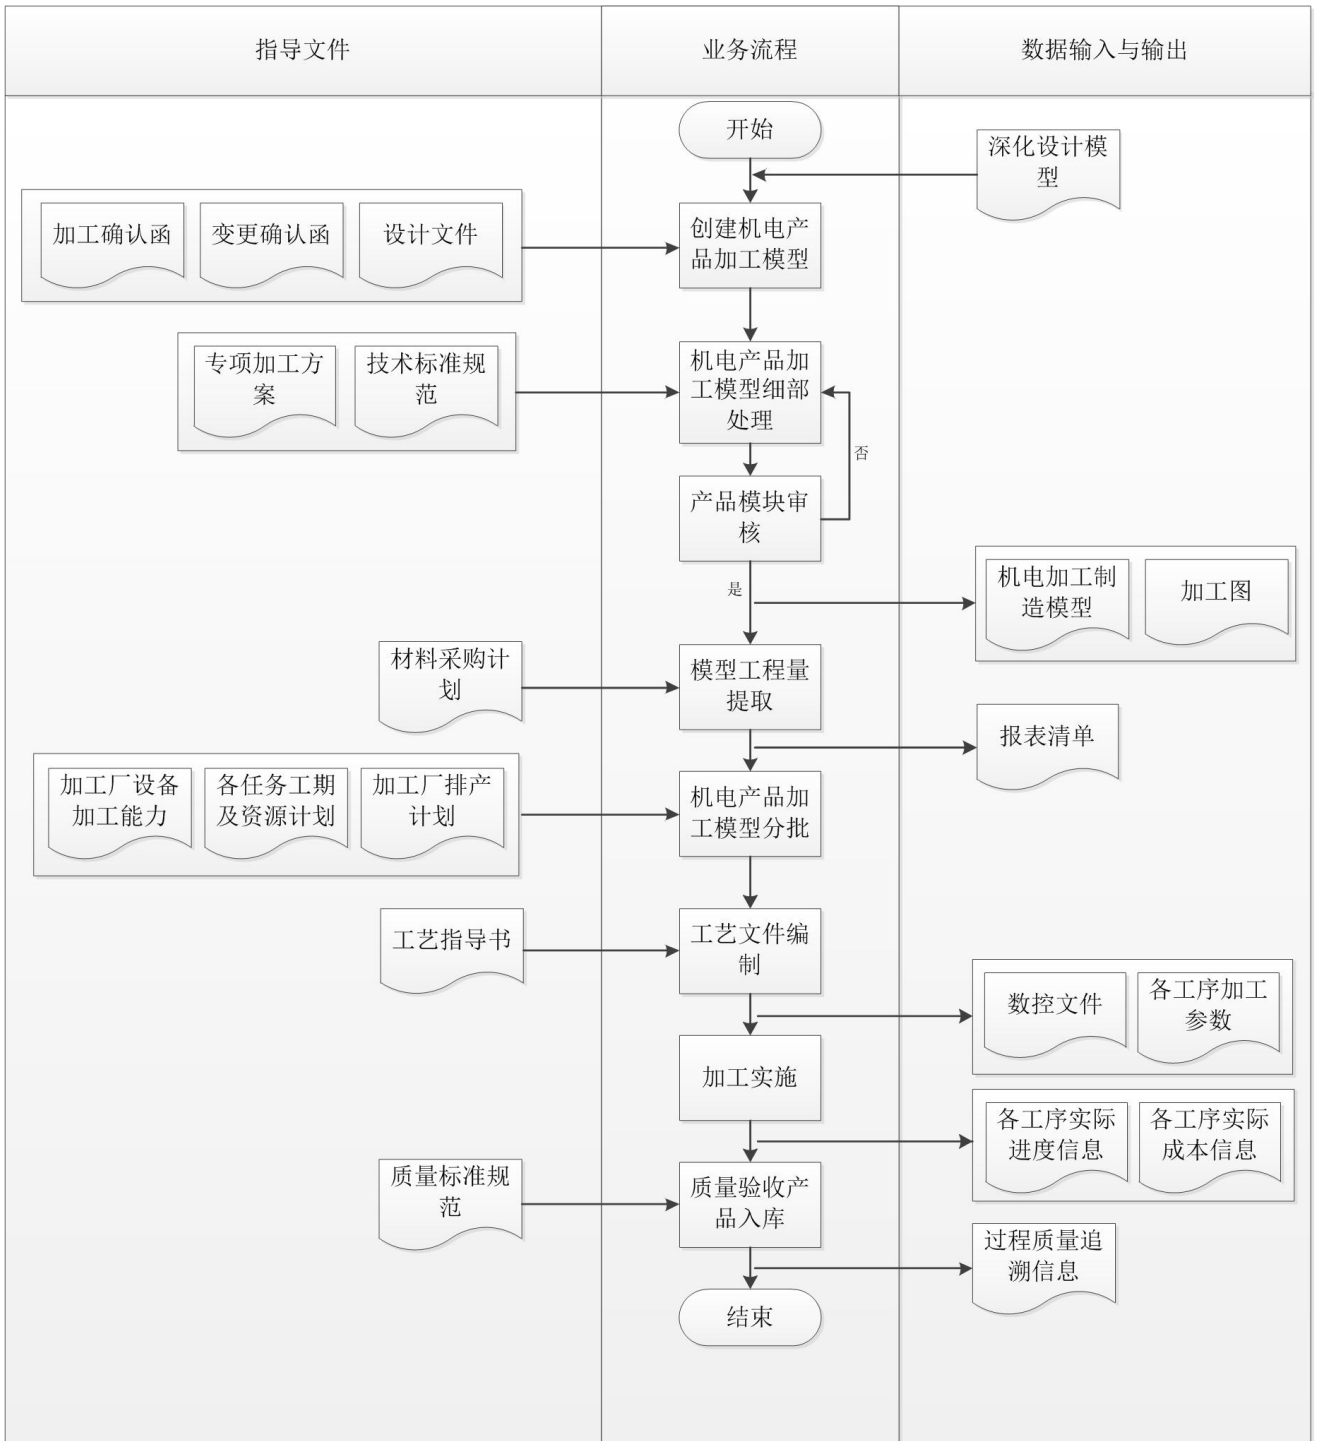 指导文件
业务流程
数据输入与输出
开始
深化设计模
型
加工确认函
变更确认函
设计文件
创建机电产
品加工模型
专项加工方
案
技术标准规
范
机电产品加
工模型细部
处理
否
产品模块审
核
是
机电加工制
造模型
加工图
材料采购计
划
模型工程量
提取
报表清单
加工厂设备
加工能力
各任务工期
及资源计划
加工厂排产
计划
机电产品加
工模型分批
工艺指导书
工艺文件编
制
数控文件
各工序加工
参数
加工实施
各工序实际
进度信息
各工序实际
成本信息
质量标准规
范
质量验收产
品入库
过程质量追
溯信息
结束